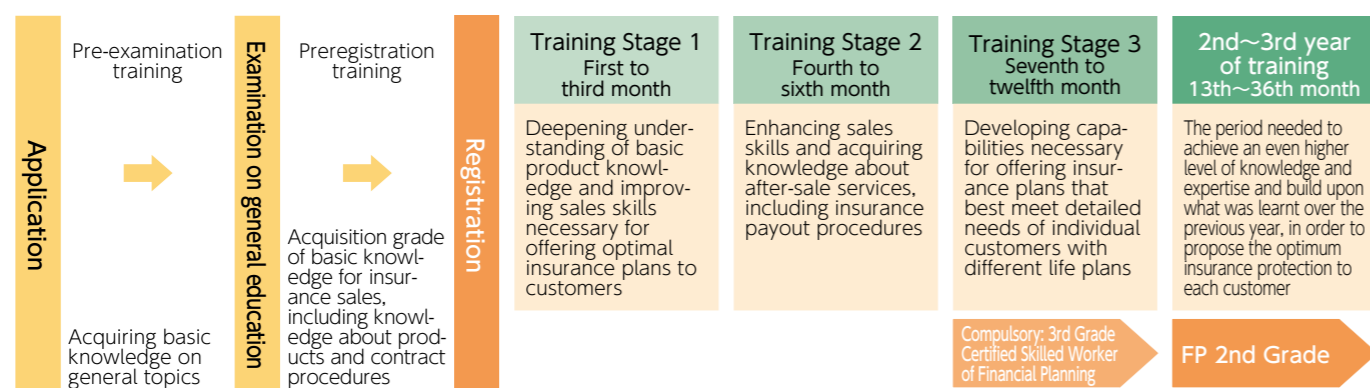 Application
Pre-examination
training
Acquiring basic
knowledge on
general topics
Examination on general education
Preregistration
training
Acquisition grade
of basic knowl-
edge for insur-
ance sales,
including knowl-
edge about prod-
ucts and contract
procedures
Registration
Training Stage 1
First to
third month
Deepening under-
standing of basic
product knowl-
edge and improv-
ing sales skills
necessary for
offering optimal
insurance plans to
customers
Training Stage 2
Fourth to
sixth month
Enhancing sales
skills and acquiring
knowledge about
after-sale services,
including insurance
payout procedures
Training Stage 3
Seventh to
twelfth month
Developing capa-
bilities necessary
for offering insur-
ance plans that
best meet detailed
needs of individual
customers with
different life plans
Compulsory: 3rd Grade
Certified Skilled Worker
of Financial Planning
2nd～3rd year
of training
13th～36th month
The period needed to
achieve an even higher
level of knowledge and
expertise and build upon
what was learnt over the
previous year, in order to
propose the optimum
insurance protection to
each customer
FP 2nd Grade